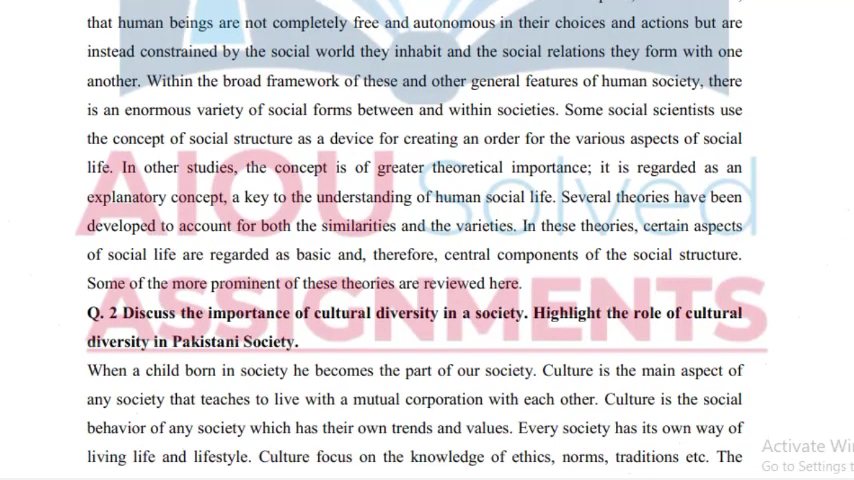 that human beings are not completely free and autonomous in their choices and actions but are
instead constrained by the social world they inhabit and the social relations they form with one
another. Within the broad framework of these and other general features of human society, there
is an enormous variety of social forms between and within societies. Some social scientists use
the concept of social structure as a device for creating an order for the various aspects of social
life. In other studies, the concept is of greater theoretical importance; it is regarded as an
explanatory concept, a key to the understanding of human social life. Several theories have been
developed to account for both the similarities and the varieties. In these theories, certain aspects
of social life are regarded as basic and, therefore, central components of the social structure.
Some of the more prominent of these theories are reviewed here.
Q. 2 Discuss the importance of cultural diversity in a society. Highlight the role of cultural
diversity in Pakistani Society.
When a child born in society he becomes the part of our society. Culture is the main aspect of
any society that teaches to live with a mutual corporation with each other. Culture is the social
behavior of any society which has their own trends and values. Every society has its own way of
living life and lifestyle. Culture focus on the knowledge of ethics, norms, traditions etc. The
AIOU Solved
ASSIGNMENTS
Activate
Go to Settings